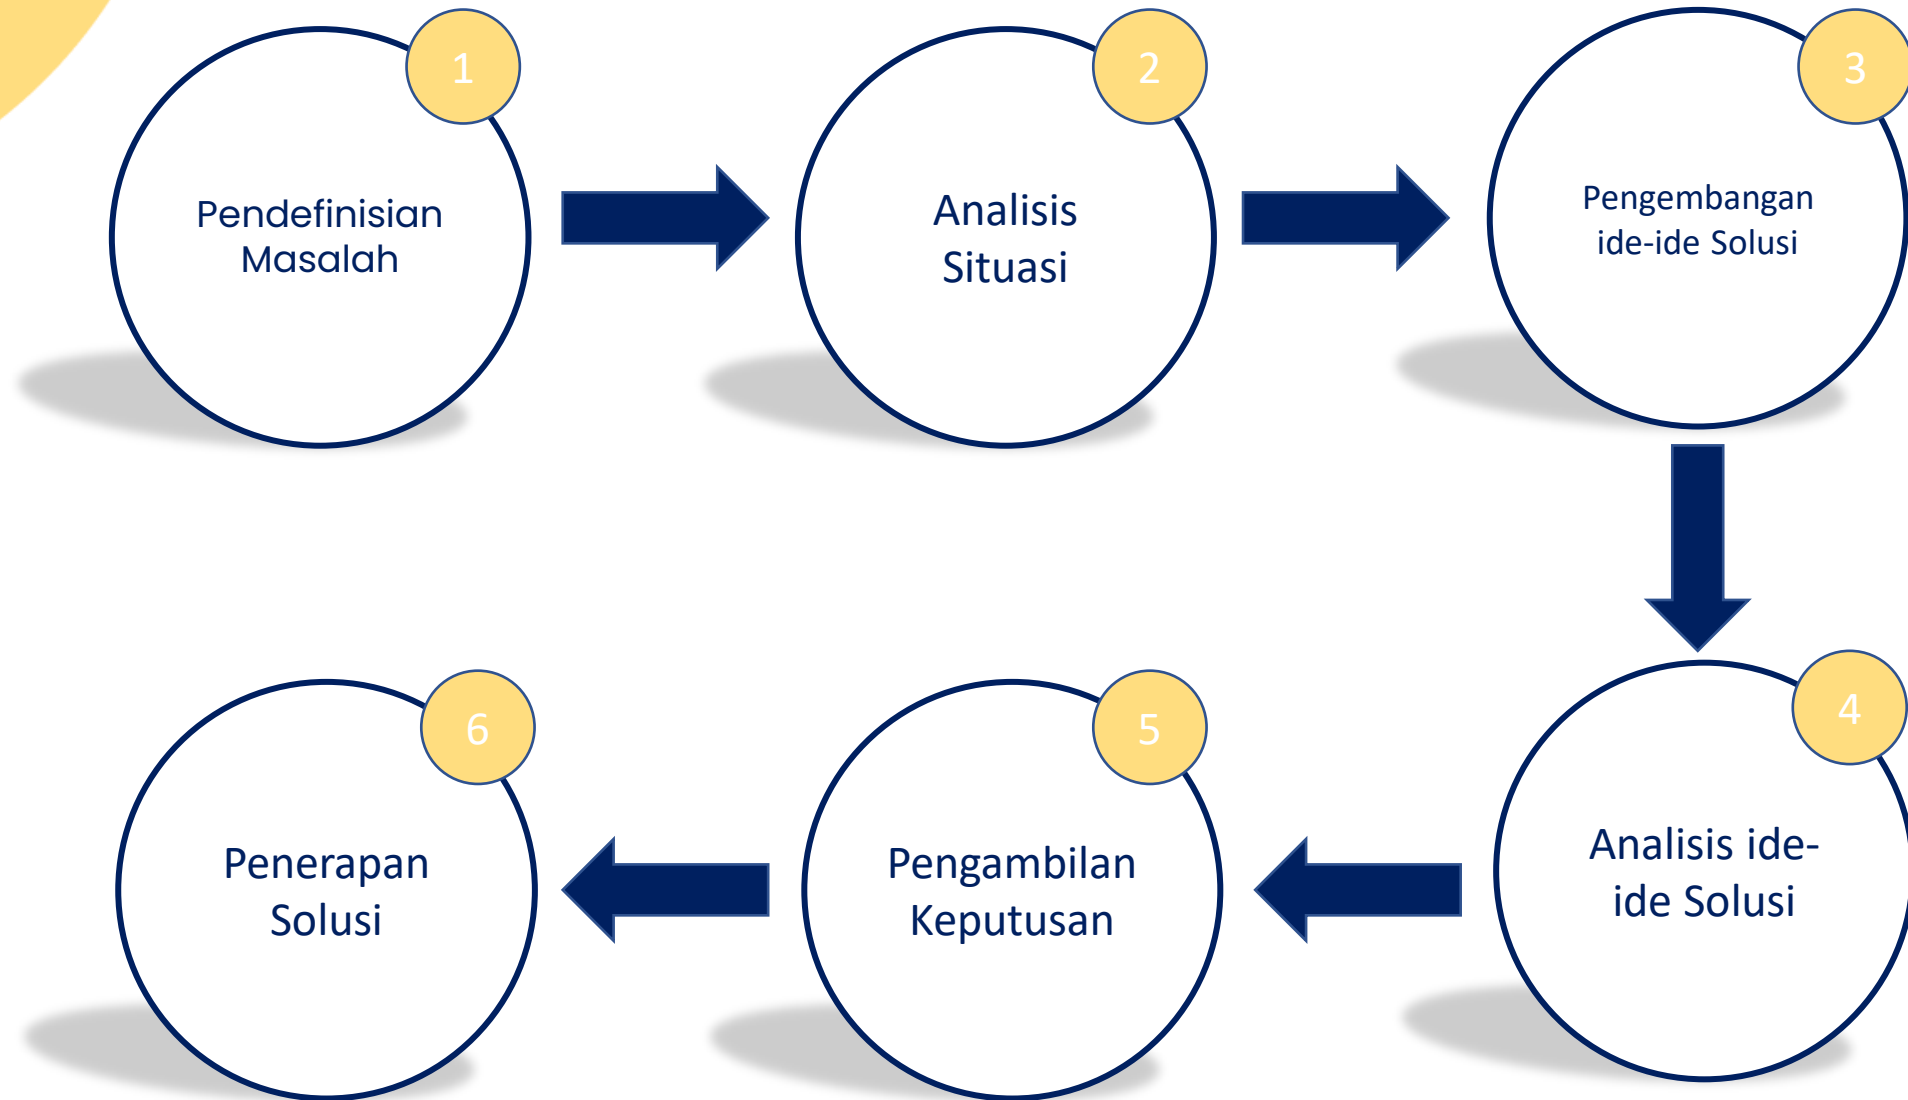 1
Pendefinisian
Masalah
2
Analisis
Situasi
3
Pengembangan
ide-ide Solusi
4
Analisis ide-
ide Solusi
5
Pengambilan
Keputusan
6
Penerapan
Solusi